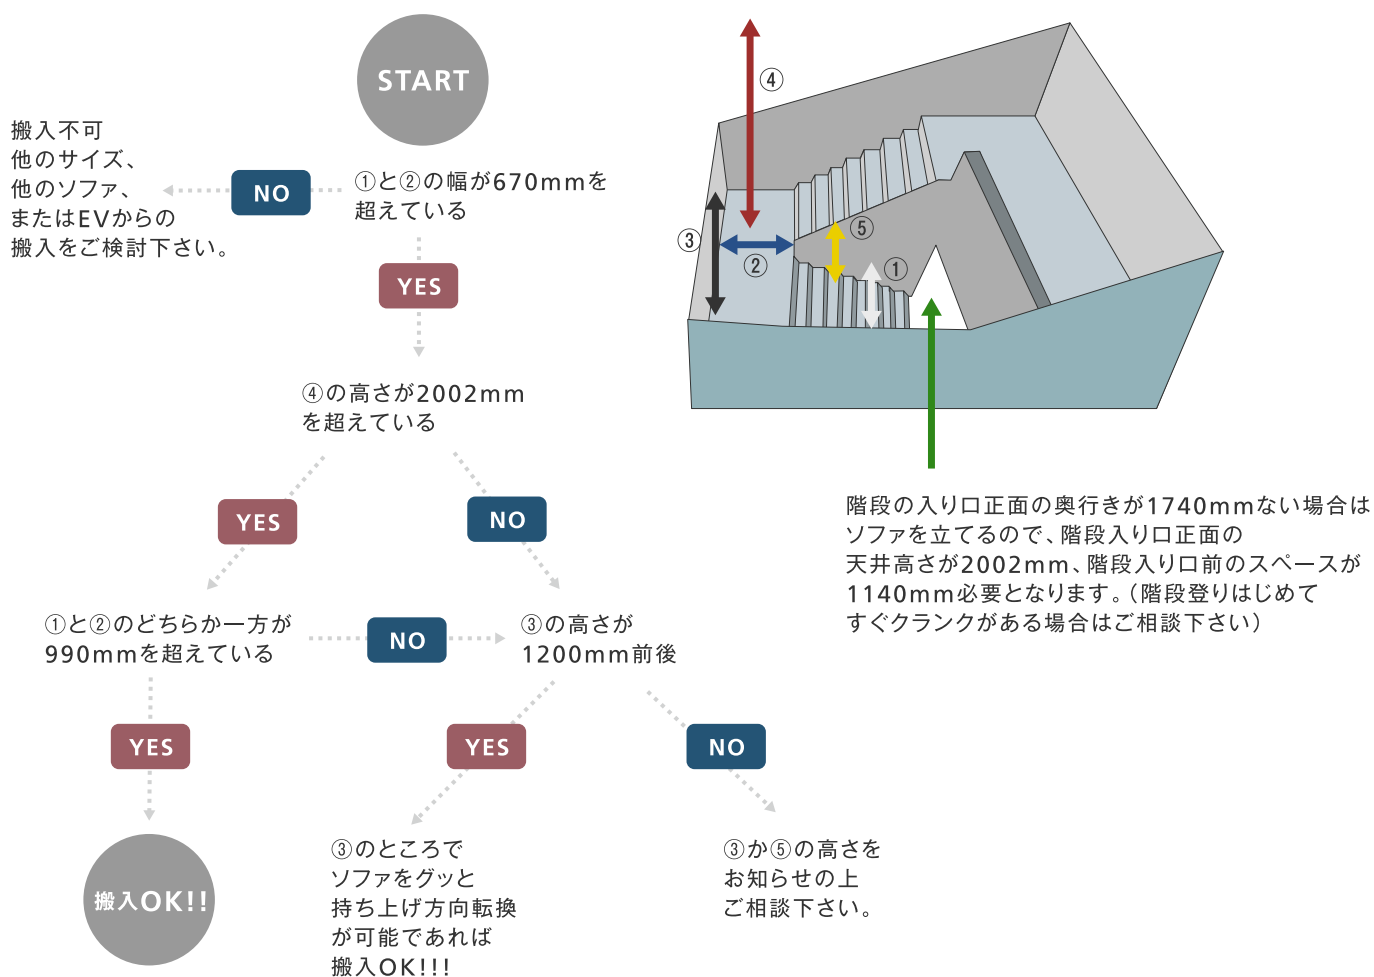 START
搬入不可
他のサイズ、
他のソファ、
またはEVからの
搬入をご検討下さい。
NO
①と②の幅が670mmを
超えている
YES
④の高さが2002mm
を超えている
YES
NO
①と②のどちらか一方が
990mmを超えている
NO
③の高さが
1200mm前後
YES
YES
NO
搬入OK!!
③のところで
ソファをグッと
持ち上げ方向転換
が可能であれば
搬入OK!!!
③か⑤の高さを
お知らせの上
ご相談下さい。
④
③
②
⑤
①
階段の入り口正面の奥行きが1740mmない場合は
ソファを立てるので、階段入り口正面の
天井高さが2002mm、階段入り口前のスペースが
1140mm必要となります。（階段登りはじめて
すぐクランクがある場合はご相談下さい）